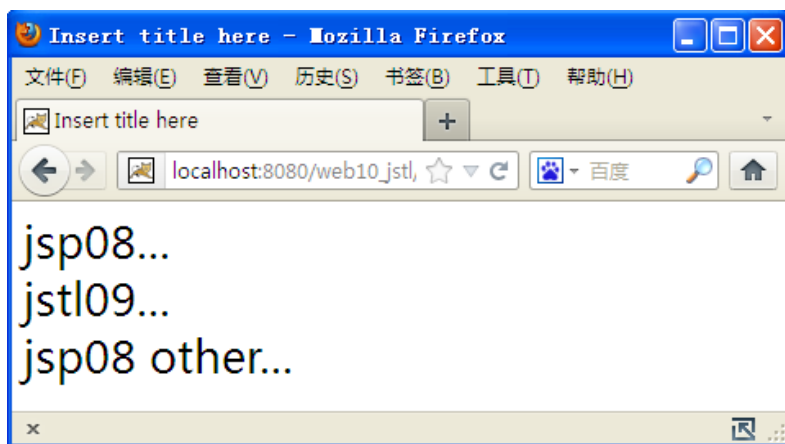 Insert title here - Mozilla Firefox
文件(F) 编辑(E) 查看(V) 历史(S) 书签(B) 工具(T) 帮助(H)
Insert title here
localhost:8080/web10_jstl/ 百度
jsp08...
jstl09...
jsp08 other...